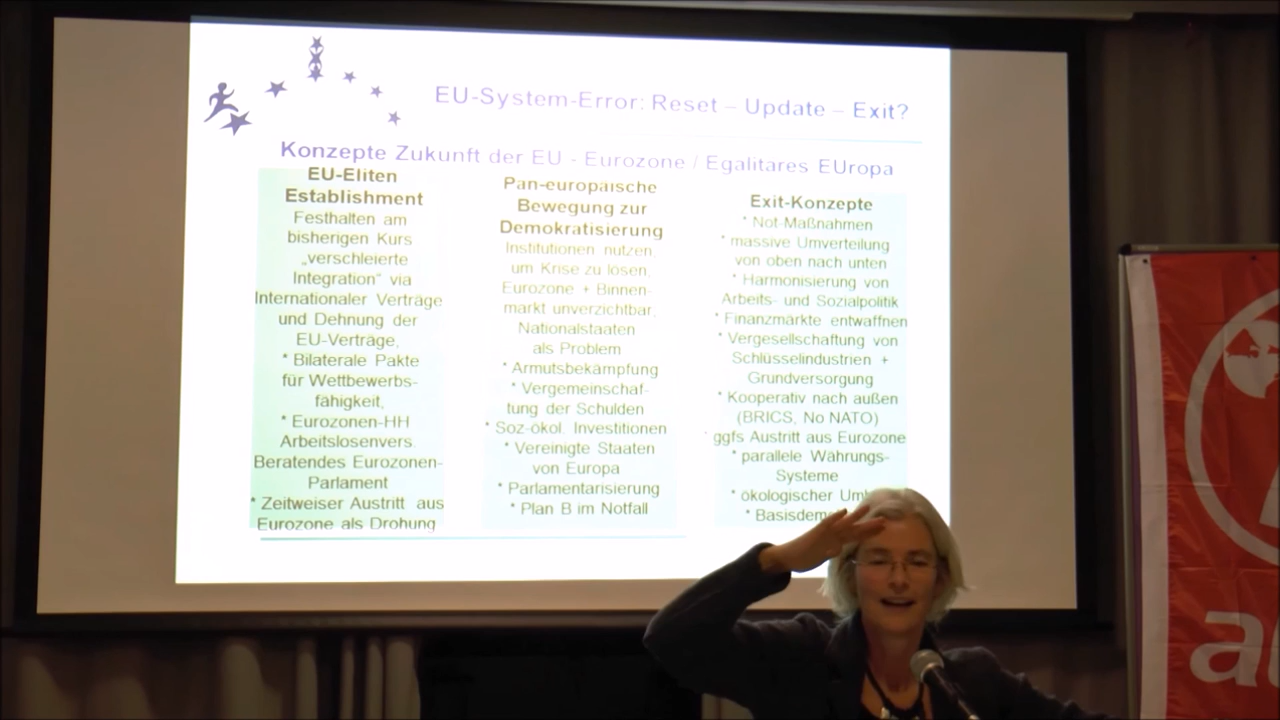 EU-System-Error: Reset – Update – Exit?
Konzepte Zukunft der EU - Eurozone / Egalitäres EUropa
EU-Eliten
Establishment
Festhalten am
bisherigen Kurs
„verschleierte
Integration“ via
Internationaler Verträge
und Dehnung der
EU-Verträge,
* Bilaterale Pakte
für Wettbewerbs-
fähigkeit,
* Eurozonen-HH
Arbeitslosenvers.
Beratendes Eurozonen-
Parlament
* Zeitweiser Austritt aus
Eurozone als Drohung
Pan-europäische
Bewegung zur
Demokratisierung
Institutionen nutzen,
um Krise zu lösen,
Eurozone + Binnen-
markt unverzichtbar,
Nationalstaaten
als Problem
* Armutsbekämpfung
* Vergemeinschaf-
tung der Schulden
* Soz-ökol. Investitionen
* Vereinigte Staaten
von Europa
* Parlamentarisierung
* Plan B im Notfall
Exit-Konzepte
* Not-Maßnahmen
* massive Umverteilung
von oben nach unten
* Harmonisierung von
Arbeits- und Sozialpolitik
* Finanzmärkte entwaffnen
* Vergesellschaftung von
Schlüsselindustrien +
Grundversorgung
* Kooperativ nach außen
(BRICS, No NATO)
ggfs Austritt aus Eurozone
* parallele Währungs-
Systeme
* ökologischer